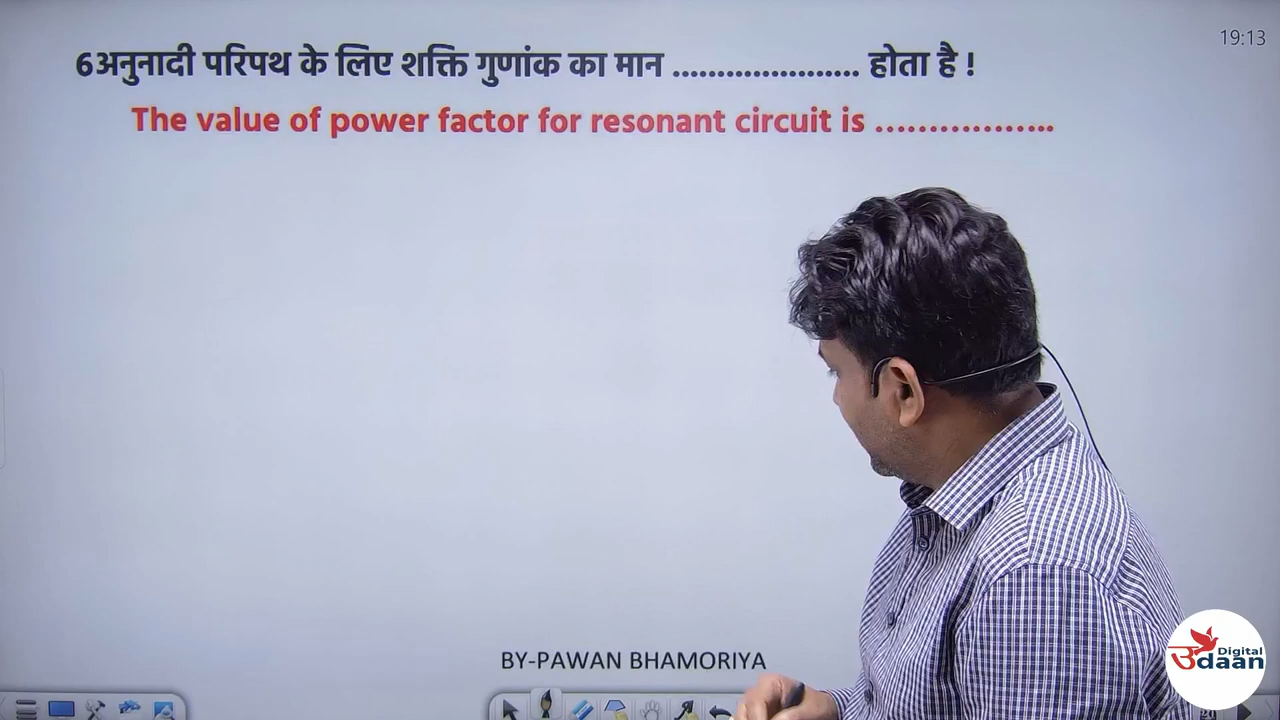 19:13
6अनुनादी परिपथ के लिए शक्ति गुणांक का मान ..................... होता है !
The value of power factor for resonant circuit is ……………..
BY-PAWAN BHAMORIYA
Digital
उdaan